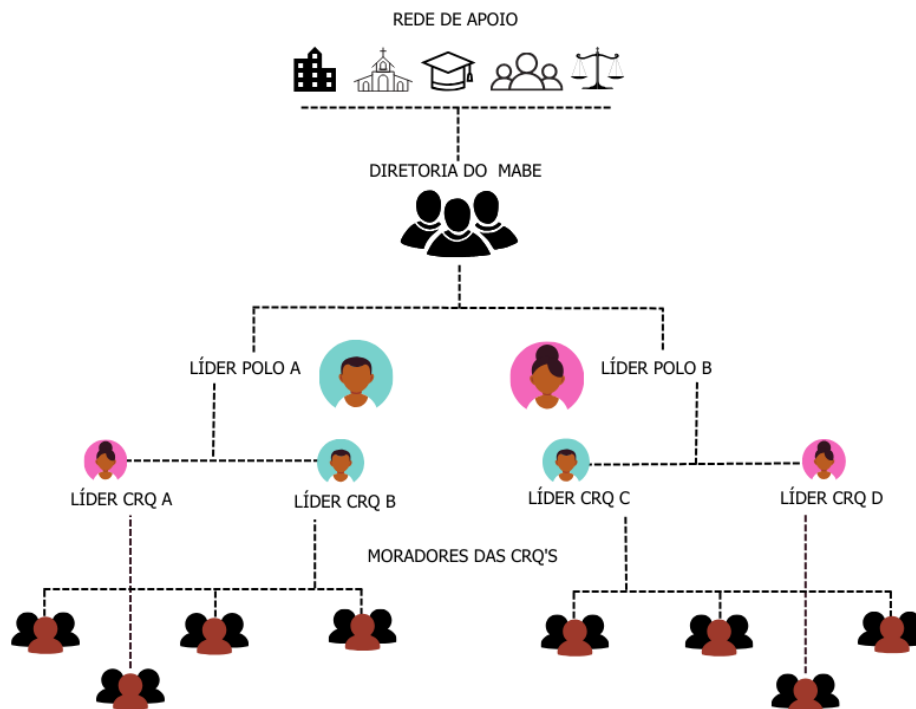 REDE DE APOIO
DIRETORIA DO MABE
LÍDER POLO A
LÍDER POLO B
LÍDER CRQ A
LÍDER CRQ B
LÍDER CRQ C
LÍDER CRQ D
MORADORES DAS CRQ'S